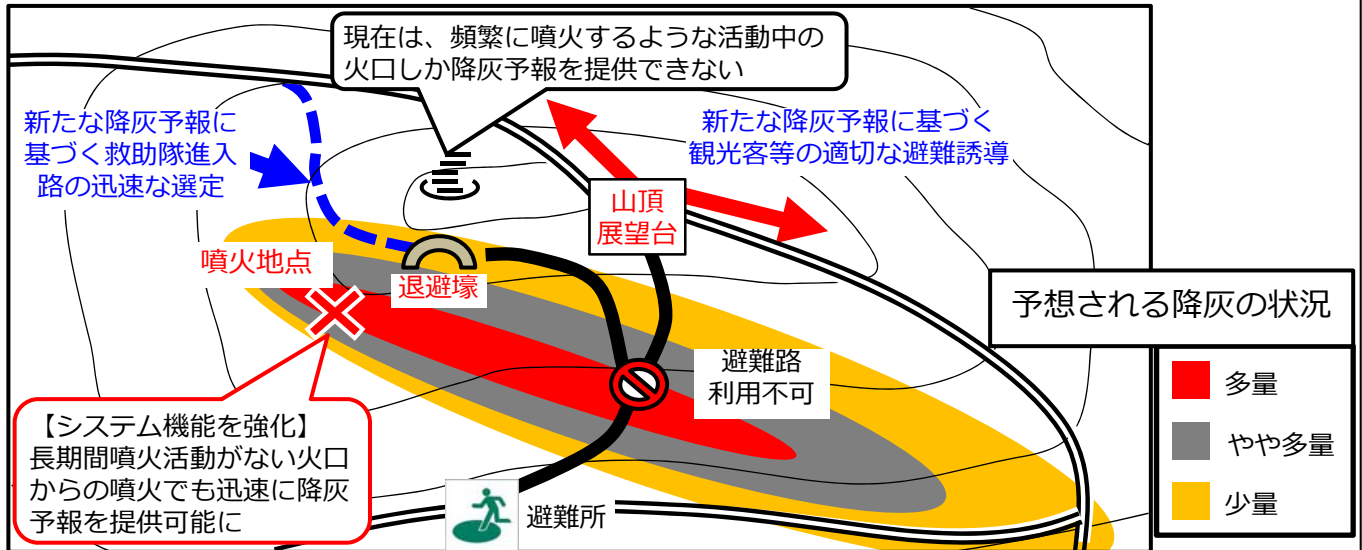 現在は、頻繁に噴火するような活動中の
火口しか降灰予報を提供できない
新たな降灰予報に
基づく救助隊進入
路の迅速な選定
新たな降灰予報に基づく
観光客等の適切な避難誘導
山頂
展望台
噴火地点
退避壕
予想される降灰の状況
避難路
利用不可
多量
やや多量
少量
【システム機能を強化】
長期間噴火活動がない火口
からの噴火でも迅速に降灰
予報を提供可能に
避難所